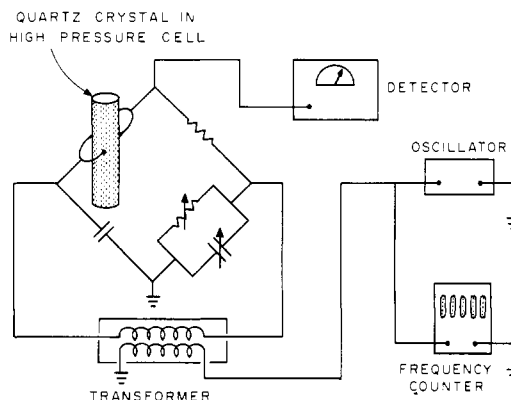 QUARTZ CRYSTAL IN
HIGH PRESSURE CELL
DETECTOR
OSCILLATOR
FREQUENCY
COUNTER
TRANSFORMER